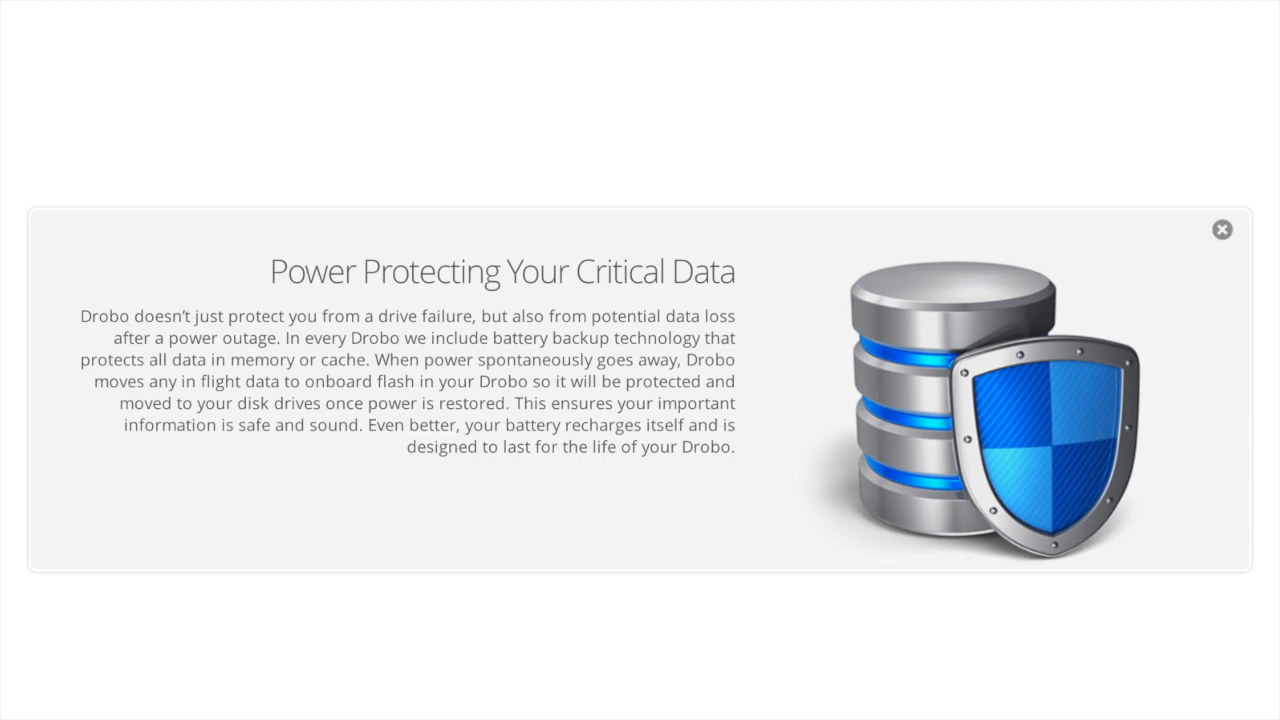 Power Protecting Your Critical Data
Drobo doesn’t just protect you from a drive failure, but also from potential data loss
after a power outage. In every Drobo we include battery backup technology that
protects all data in memory or cache. When power spontaneously goes away, Drobo
moves any in flight data to onboard flash in your Drobo so it will be protected and
moved to your disk drives once power is restored. This ensures your important
information is safe and sound. Even better, your battery recharges itself and is
designed to last for the life of your Drobo.